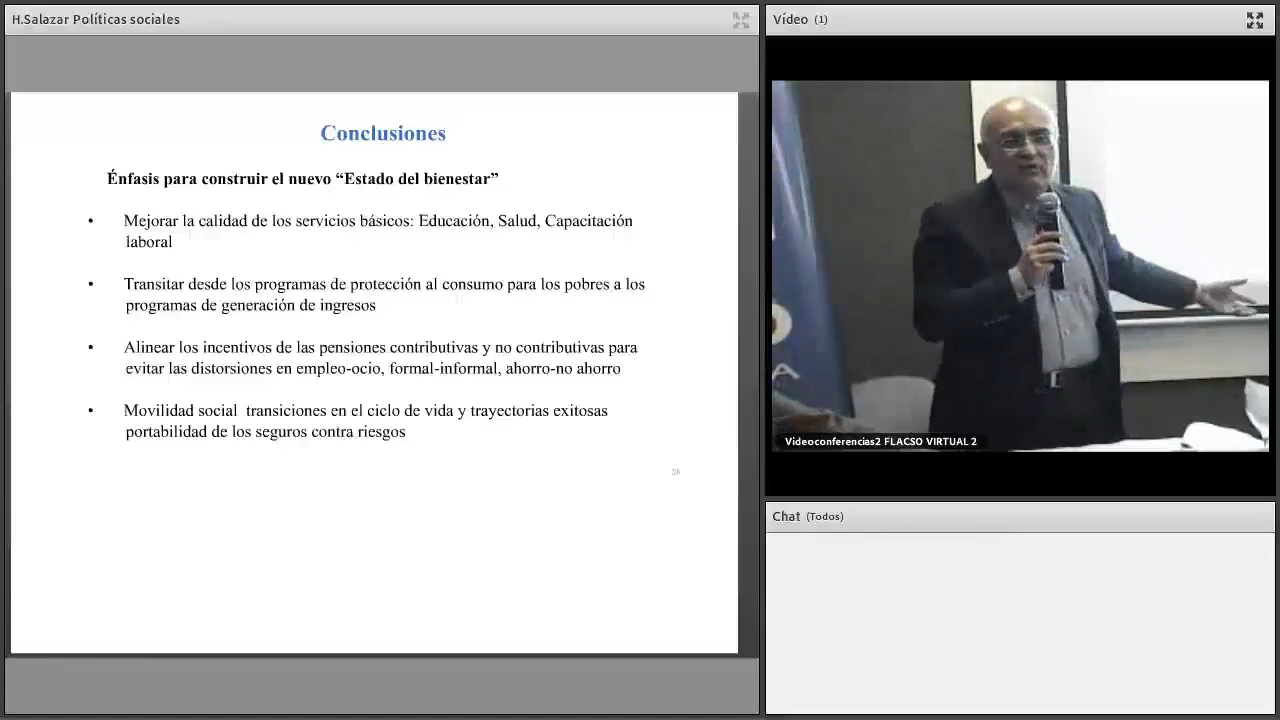 H.Salazar Políticas sociales
Conclusiones
Énfasis para construir el nuevo “Estado del bienestar”
• Mejorar la calidad de los servicios básicos: Educación, Salud, Capacitación
laboral
• Transitar desde los programas de protección al consumo para los pobres a los
programas de generación de ingresos
• Alinear los incentivos de las pensiones contributivas y no contributivas para
evitar las distorsiones en empleo-ocio, formal-informal, ahorro-no ahorro
• Movilidad social  transiciones en el ciclo de vida y trayectorias exitosas
portabilidad de los seguros contra riesgos
Vídeo (1)
O
A
Videoconferencias2 FLACSO VIRTUAL 2
Chat (Todos)